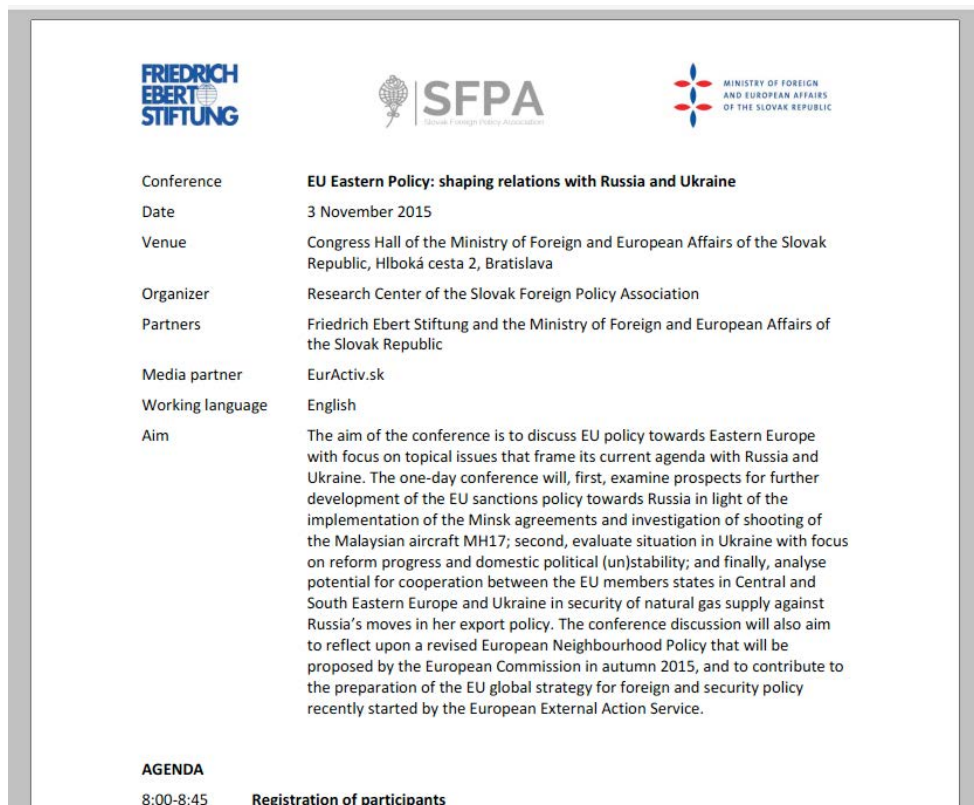 FRIEDRICH
EBERT
STIFTUNG
SFPA
Slovak Foreign Policy Association
MINISTRY OF FOREIGN
AND EUROPEAN AFFAIRS
OF THE SLOVAK REPUBLIC
Conference EU Eastern Policy: shaping relations with Russia and Ukraine
Date 3 November 2015
Venue Congress Hall of the Ministry of Foreign and European Affairs of the Slovak
Republic, Hlboká cesta 2, Bratislava
Organizer Research Center of the Slovak Foreign Policy Association
Partners Friedrich Ebert Stiftung and the Ministry of Foreign and European Affairs of
the Slovak Republic
Media partner EurActiv.sk
Working language English
Aim The aim of the conference is to discuss EU policy towards Eastern Europe
with focus on topical issues that frame its current agenda with Russia and
Ukraine. The one-day conference will, first, examine prospects for further
development of the EU sanctions policy towards Russia in light of the
implementation of the Minsk agreements and investigation of shooting of
the Malaysian aircraft MH17; second, evaluate situation in Ukraine with focus
on reform progress and domestic political (un)stability; and finally, analyse
potential for cooperation between the EU members states in Central and
South Eastern Europe and Ukraine in security of natural gas supply against
Russia's moves in her export policy. The conference discussion will also aim
to reflect upon a revised European Neighbourhood Policy that will be
proposed by the European Commission in autumn 2015, and to contribute to
the preparation of the EU global strategy for foreign and security policy
recently started by the European External Action Service.
AGENDA
8:00-8:45 Registration of participants